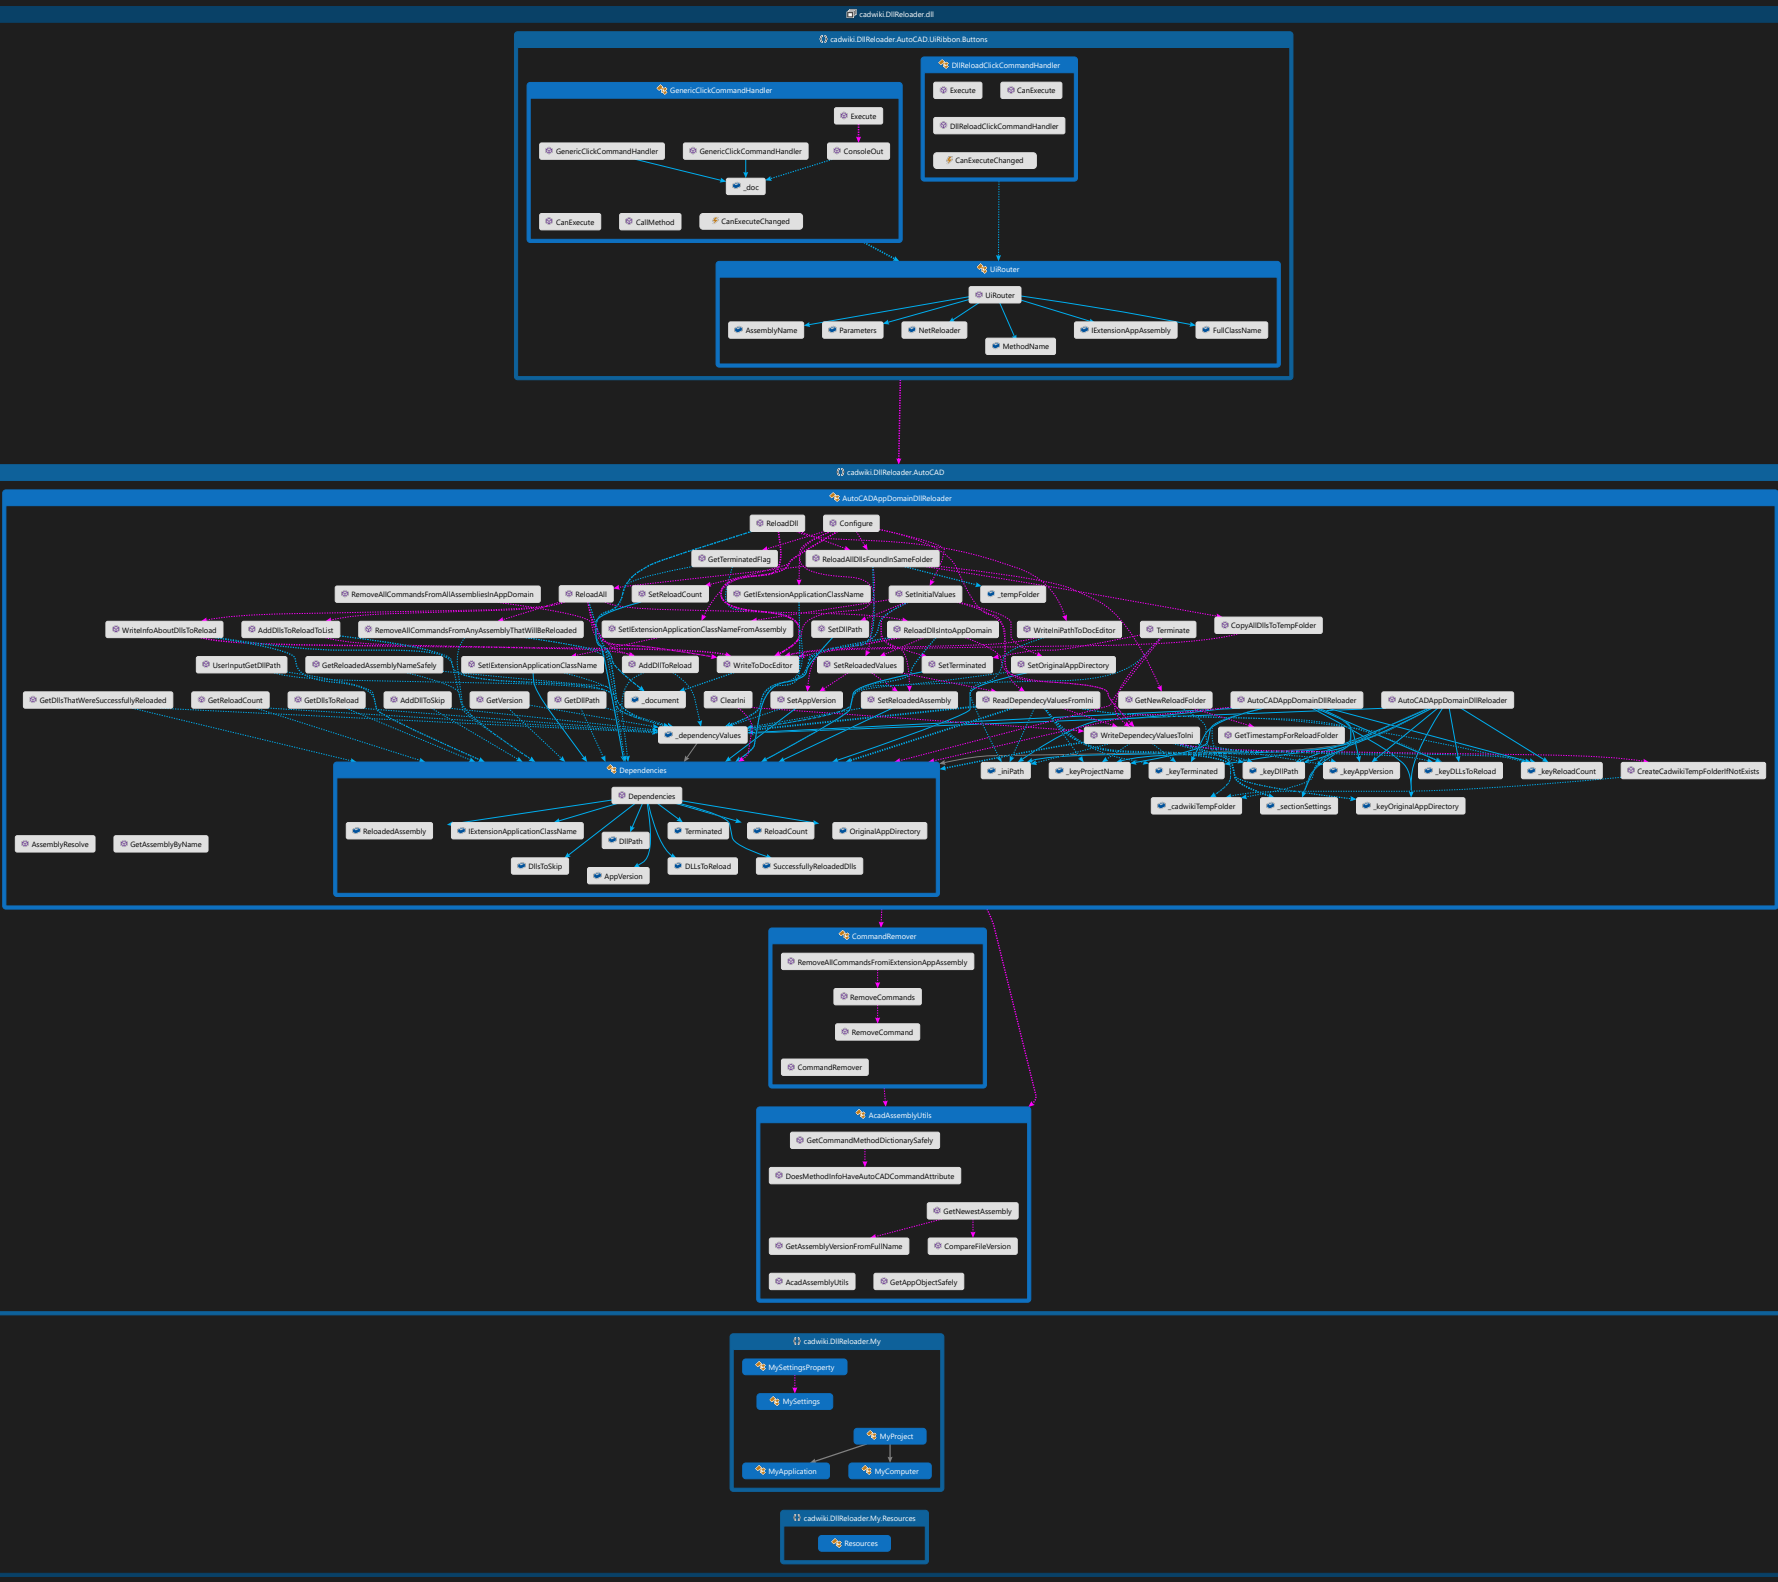 cadwiki.DllReloader.dll
cadwiki.DllReloader.AutoCAD.UiRibbon.Buttons
DllReloadClickCommandHandler
Execute
CanExecute
DllReloadClickCommandHandler
CanExecuteChanged
GenericClickCommandHandler
Execute
GenericClickCommandHandler
GenericClickCommandHandler
ConsoleOut
_doc
CanExecute
CallMethod
CanExecuteChanged
UiRouter
UiRouter
AssemblyName
Parameters
NetReloader
IExtensionAppAssembly
FullClassName
MethodName
cadwiki.DllReloader.AutoCAD
AutoCADAppDomainDllReloader
ReloadDll
Configure
GetTerminatedFlag
ReloadAllDllsFoundInSameFolder
RemoveAllCommandsFromAllAssembliesInAppDomain
ReloadAll
SetReloadCount
GetIExtensionApplicationClassName
SetInitialValues
_tempFolder
WriteInfoAboutDllsToReload
AddDllsToReloadToList
RemoveAllCommandsFromAnyAssemblyThatWillBeReloaded
SetIExtensionApplicationClassNameFromAssembly
SetDllPath
ReloadDllsIntoAppDomain
WriteIniPathToDocEditor
Terminate
CopyAllDllsToTempFolder
UserInputGetDllPath
GetReloadedAssemblyNameSafely
SetIExtensionApplicationClassName
AddDllToReload
WriteToDocEditor
SetReloadedValues
SetTerminated
SetOriginalAppDirectory
GetDllsThatWereSuccessfullyReloaded
GetReloadCount
GetDllsToReload
AddDllToSkip
GetVersion
GetDllPath
_document
ClearIni
SetAppVersion
SetReloadedAssembly
ReadDependecyValuesFromIni
GetNewReloadFolder
AutoCADAppDomainDllReloader
AutoCADAppDomainDllReloader
_dependencyValues
WriteDependecyValuesToIni
GetTimestampForReloadFolder
Dependencies
_iniPath
_keyProjectName
_keyTerminated
_keyDllPath
_keyAppVersion
_keyDLLsToReload
_keyReloadCount
CreateCadwikiTempFolderIfNotExists
Dependencies
_cadwikiTempFolder
_sectionSettings
_keyOriginalAppDirectory
ReloadedAssembly
IExtensionApplicationClassName
DllPath
Terminated
ReloadCount
OriginalAppDirectory
AssemblyResolve
GetAssemblyByName
DllsToSkip
AppVersion
DLLsToReload
SuccessfullyReloadedDlls
CommandRemover
RemoveAllCommandsFromiExtensionAppAssembly
RemoveCommands
RemoveCommand
CommandRemover
AcadAssemblyUtils
GetCommandMethodDictionarySafely
DoesMethodInfoHaveAutoCADCommandAttribute
GetNewestAssembly
GetAssemblyVersionFromFullName
CompareFileVersion
AcadAssemblyUtils
GetAppObjectSafely
cadwiki.DllReloader.My
MySettingsProperty
MySettings
MyProject
MyApplication
MyComputer
cadwiki.DllReloader.My.Resources
Resources